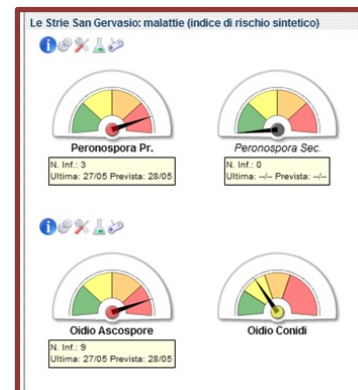 Le Strie San Gervasio: malattie (indice di rischio sintetico)
Peronospora Pr.
N. Inf.: 3
Ultima: 27/05 Prevista: 28/05
Peronospora Sec.
N. Inf.: 0
Ultima: --/-- Prevista: --/--
Oidio Ascospore
N. Inf.: 9
Ultima: 27/05 Prevista: 28/05
Oidio Conidi